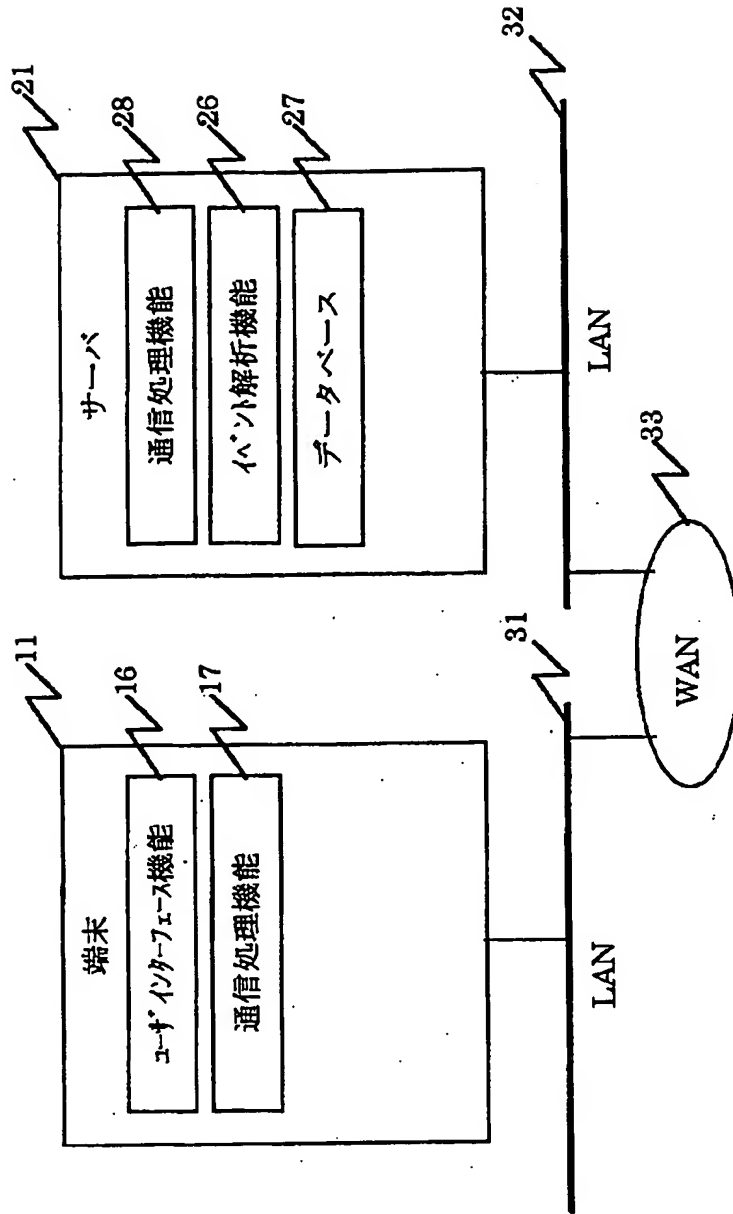 端末
11
ユーザインターフェース機能
16
通信処理機能
17
サーバ
21
通信処理機能
28
イベント解析機能
26
データベース
27
LAN
31
LAN
32
WAN
33